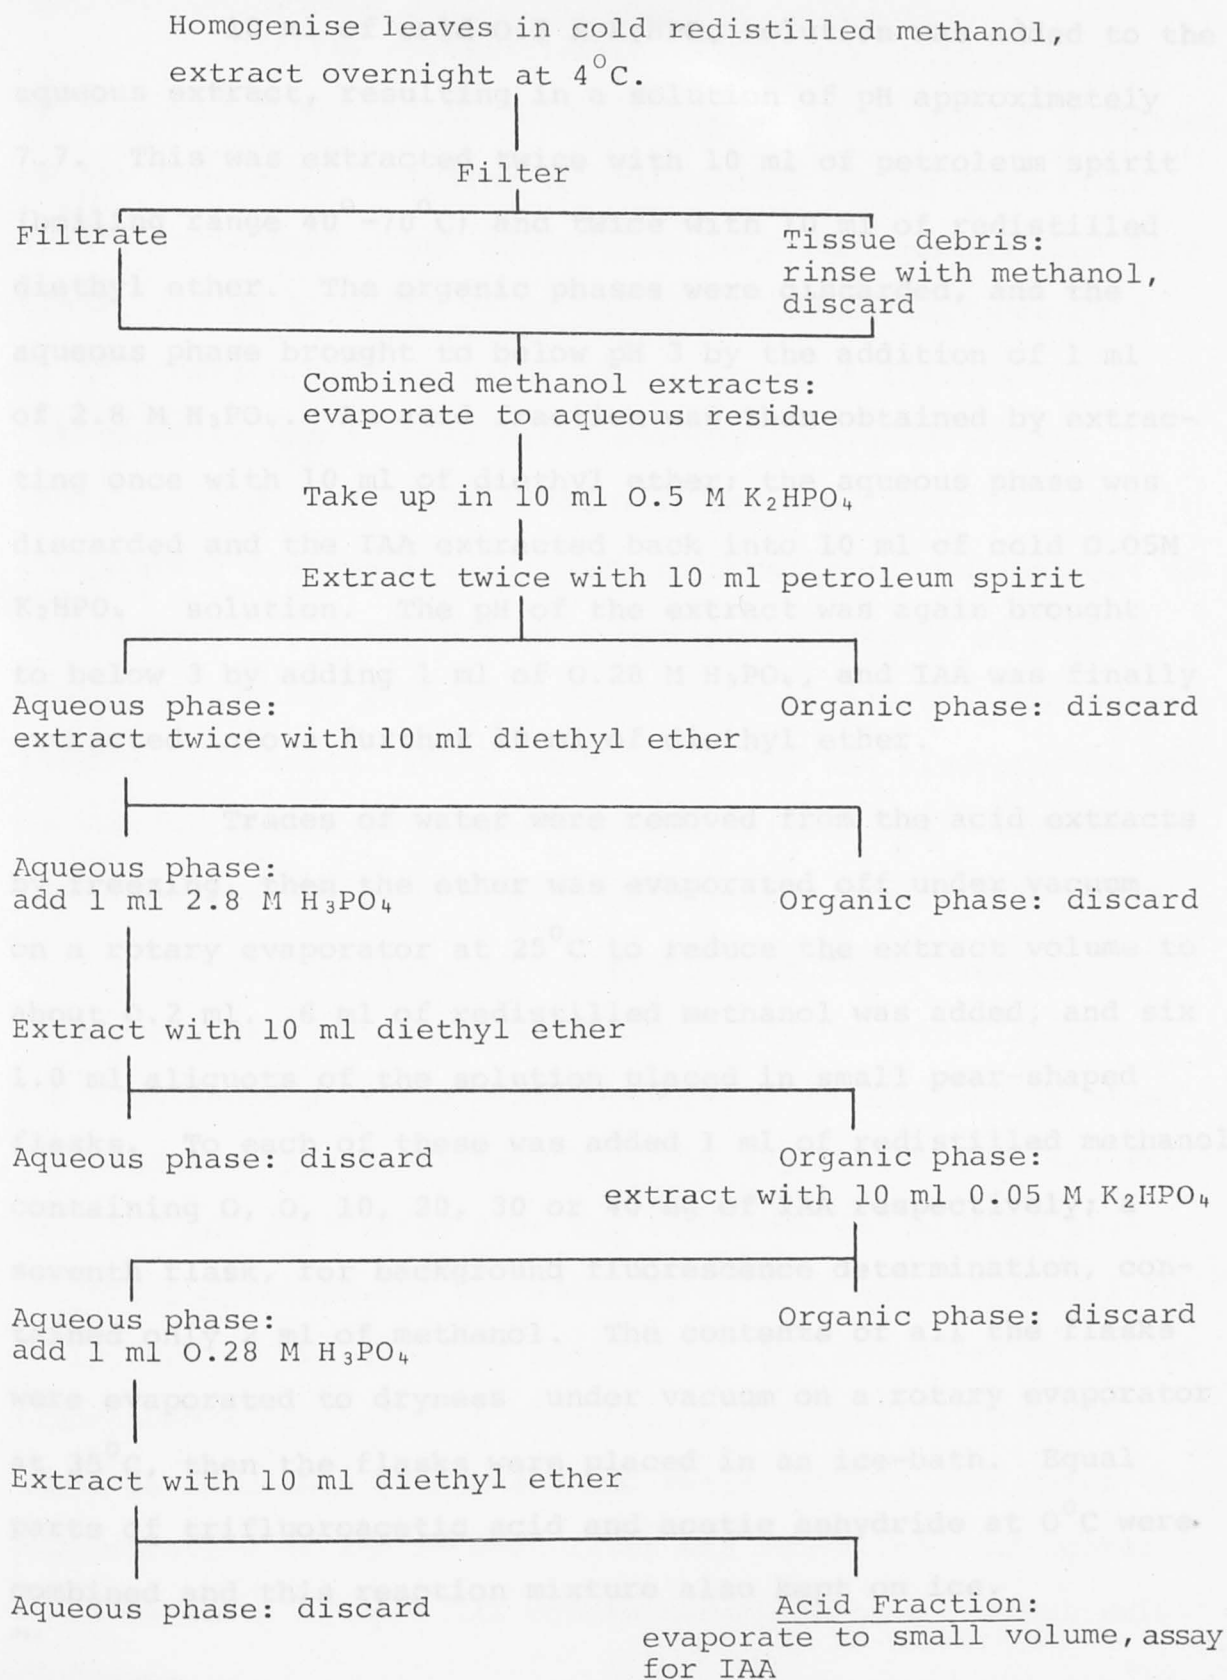 Homogenise leaves in cold redistilled methanol,
extract overnight at 4°C.
Filter
Filtrate
Tissue debris:
rinse with methanol,
discard
Combined methanol extracts:
evaporate to aqueous residue
Take up in 10 ml 0.5 M K₂HPO₄
Extract twice with 10 ml petroleum spirit
Aqueous phase:
extract twice with 10 ml diethyl ether
Organic phase: discard
Aqueous phase:
add 1 ml 2.8 M H₃PO₄
Organic phase: discard
Extract with 10 ml diethyl ether
Aqueous phase: discard
Organic phase:
extract with 10 ml 0.05 M K₂HPO₄
Aqueous phase:
add 1 ml 0.28 M H₃PO₄
Organic phase: discard
Extract with 10 ml diethyl ether
Aqueous phase: discard
Acid Fraction:
evaporate to small volume, assay
for IAA